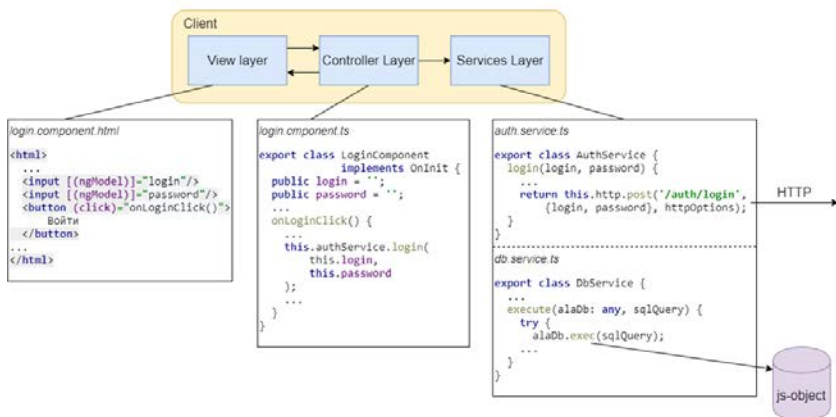 Client
View layer
Controller Layer
Services Layer
login.component.html
<html>
...
<input [(ngModel)]="login"/>
<input [(ngModel)]="password"/>
<button (click)="onLoginClick()">
Войти
</button>
...
</html>
login.cmponent.ts
export class LoginComponent
implements OnInit {
public login = '';
public password = '';
...
onLoginClick() {
...
this.authService.login(
this.login,
this.password
);
...
}
}
auth.service.ts
export class AuthService {
login(login, password) {
...
return this.http.post('/auth/login',
{login, password}, httpOptions);
}
}
HTTP
db.service.ts
export class DbService {
...
execute(alaDb: any, sqlQuery) {
try {
alaDb.exec(sqlQuery);
...
}
}
js-object